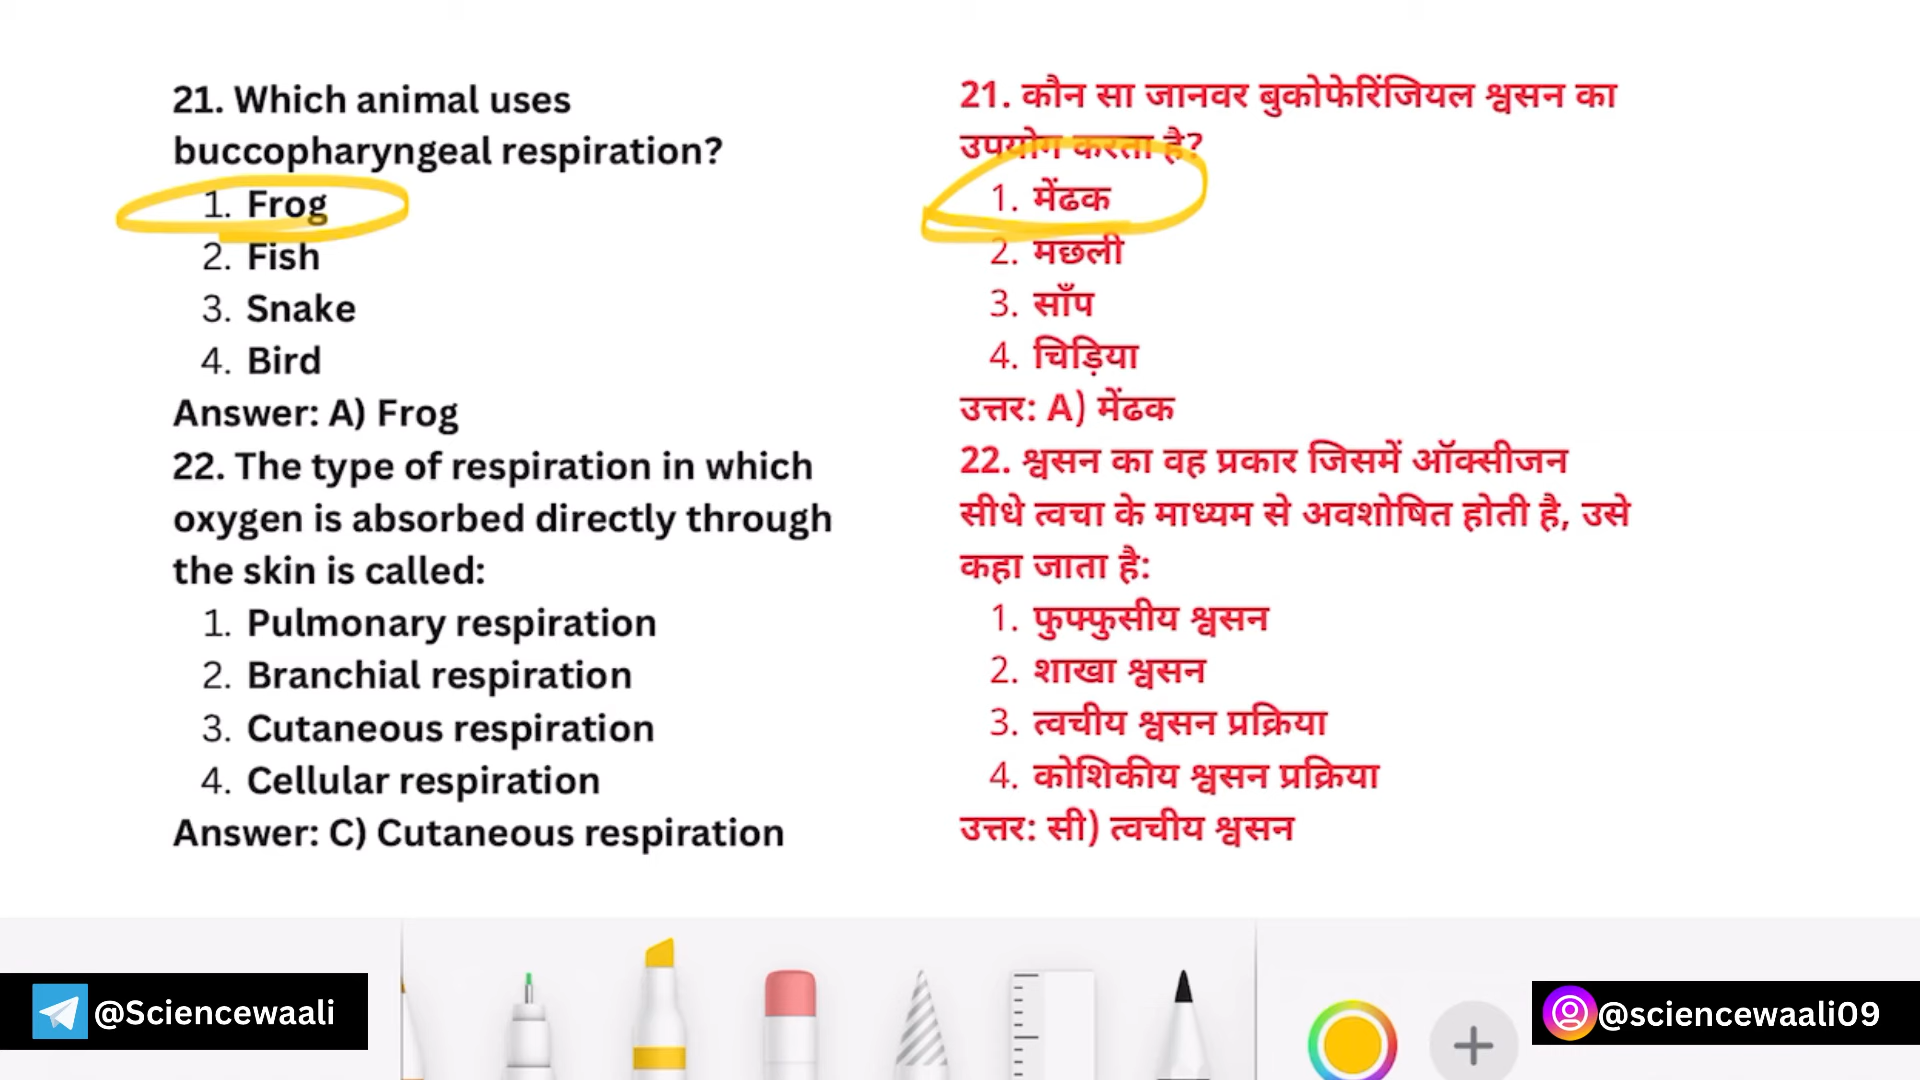 21. Which animal uses
buccopharyngeal respiration?
1. Frog
2. Fish
3. Snake
4. Bird
Answer: A) Frog
22. The type of respiration in which
oxygen is absorbed directly through
the skin is called:
1. Pulmonary respiration
2. Branchial respiration
3. Cutaneous respiration
4. Cellular respiration
Answer: C) Cutaneous respiration
21. कौन सा जानवर बुकोफेरिंजियल श्वसन का
उपयोग करता है?
1. मेंढक
2. मछली
3. साँप
4. चिड़िया
उत्तर: A) मेंढक
22. श्वसन का वह प्रकार जिसमें ऑक्सीजन
सीधे त्वचा के माध्यम से अवशोषित होती है, उसे
कहा जाता है:
1. फुफ्फुसीय श्वसन
2. शाखा श्वसन
3. त्वचीय श्वसन प्रक्रिया
4. कोशिकीय श्वसन प्रक्रिया
उत्तर: सी) त्वचीय श्वसन
@Sciencewaali
@sciencewaali09